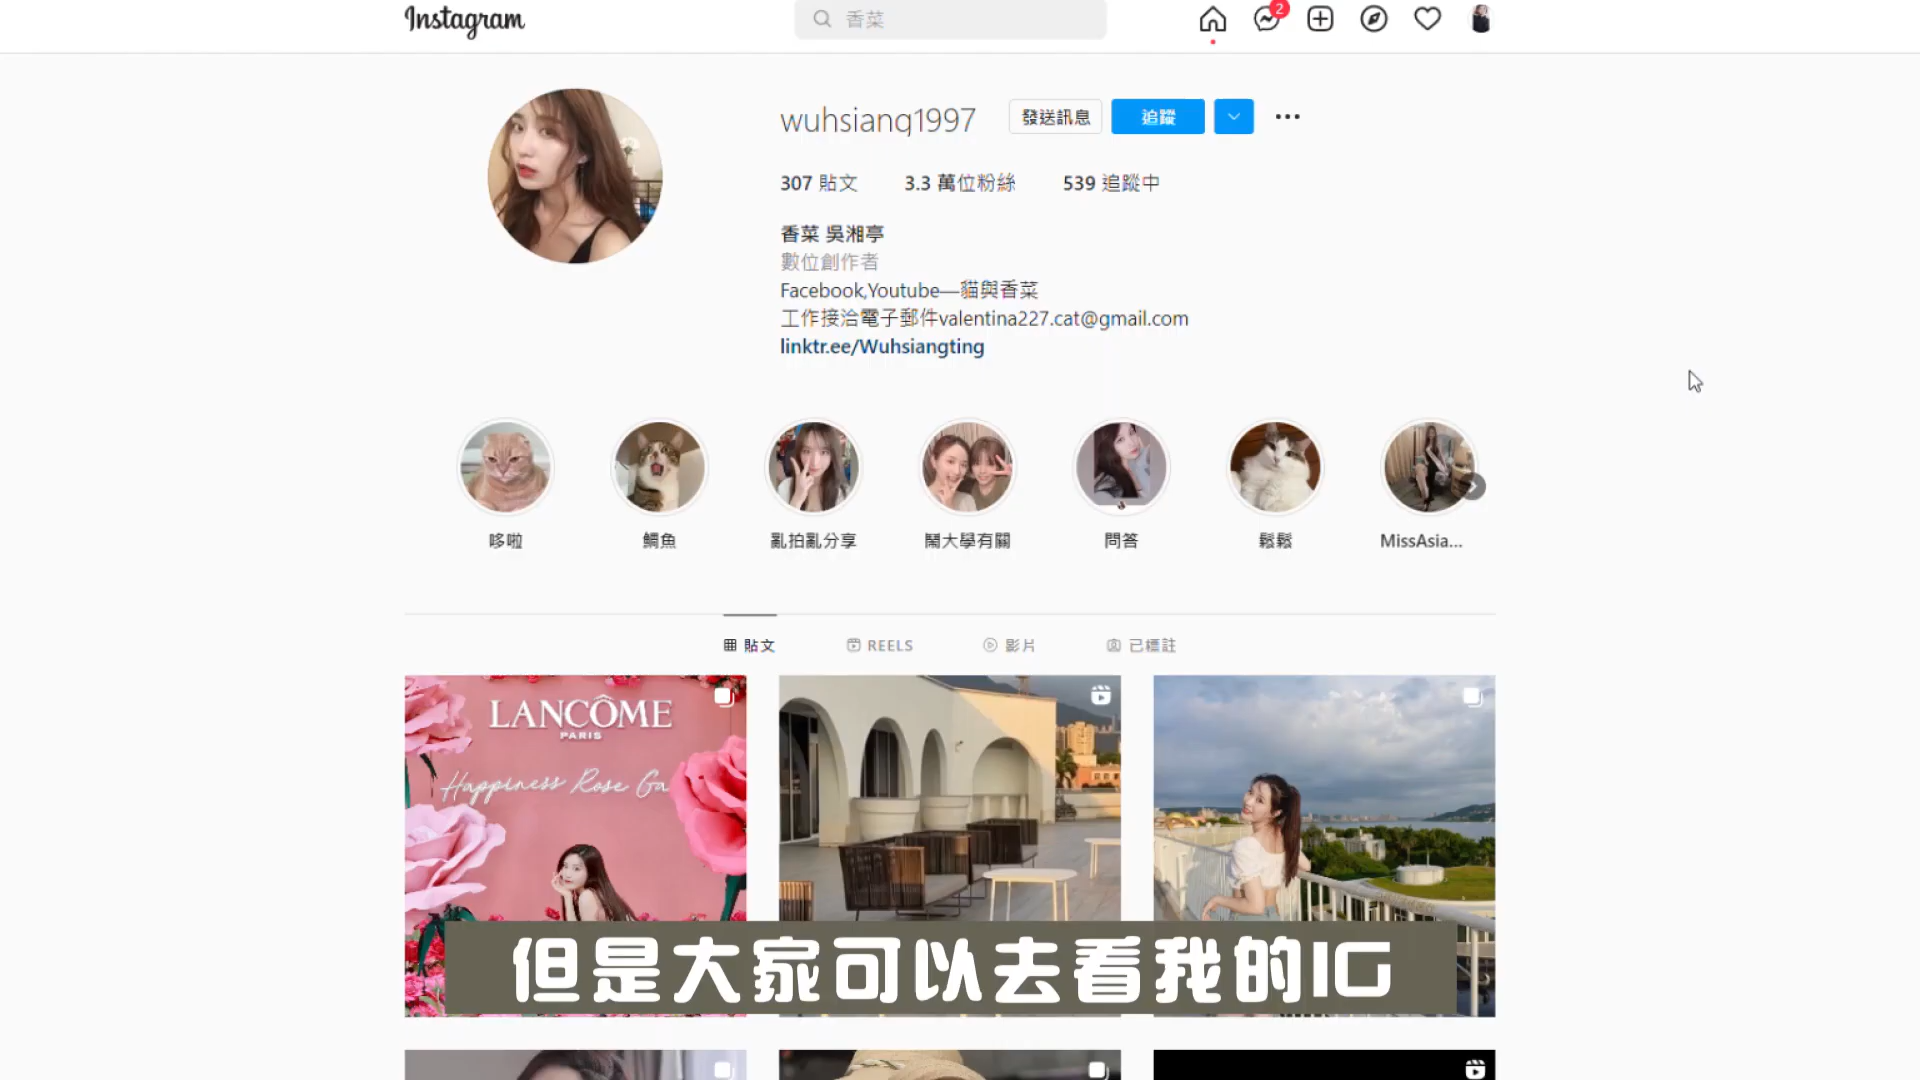 Instagram
香菜
2
wuhsiang1997
發送訊息
追蹤
307 貼文
3.3 萬位粉絲
539 追蹤中
香菜 吳湘亭
數位創作者
Facebook,Youtube—貓與香菜
工作接洽電子郵件valentina227.cat@gmail.com
linktr.ee/Wuhsiangting
哆啦
鯛魚
亂拍亂分享
鬧大學有關
問答
鬆鬆
MissAsia...
貼文
REELS
影片
已標註
LANCÔME
PARIS
Happiness Rose Ga
但是大家可以去看我的IG